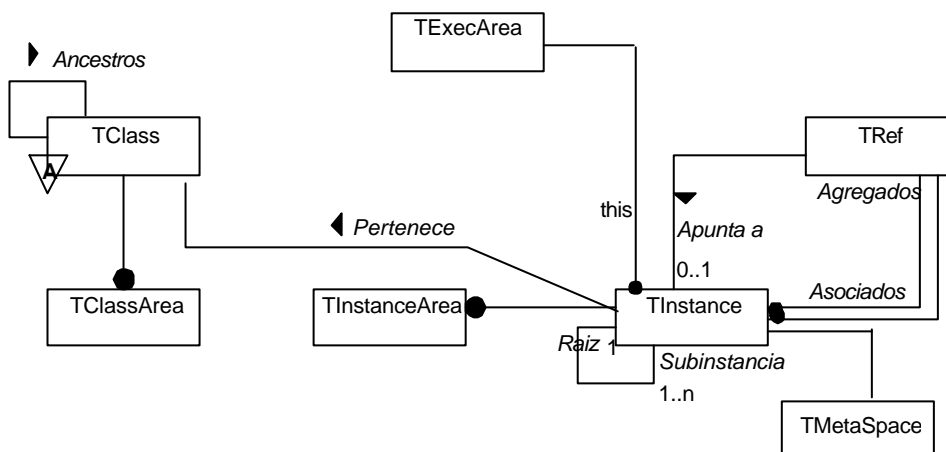 TExecArea
Ancestros
TClass
A
TRef
Agregados
this
Pertenece
Apunta a
0..1
TClassArea
TInstanceArea
TInstance
Asociados
Raiz
1
Subinstancia
1..n
TMetaSpace